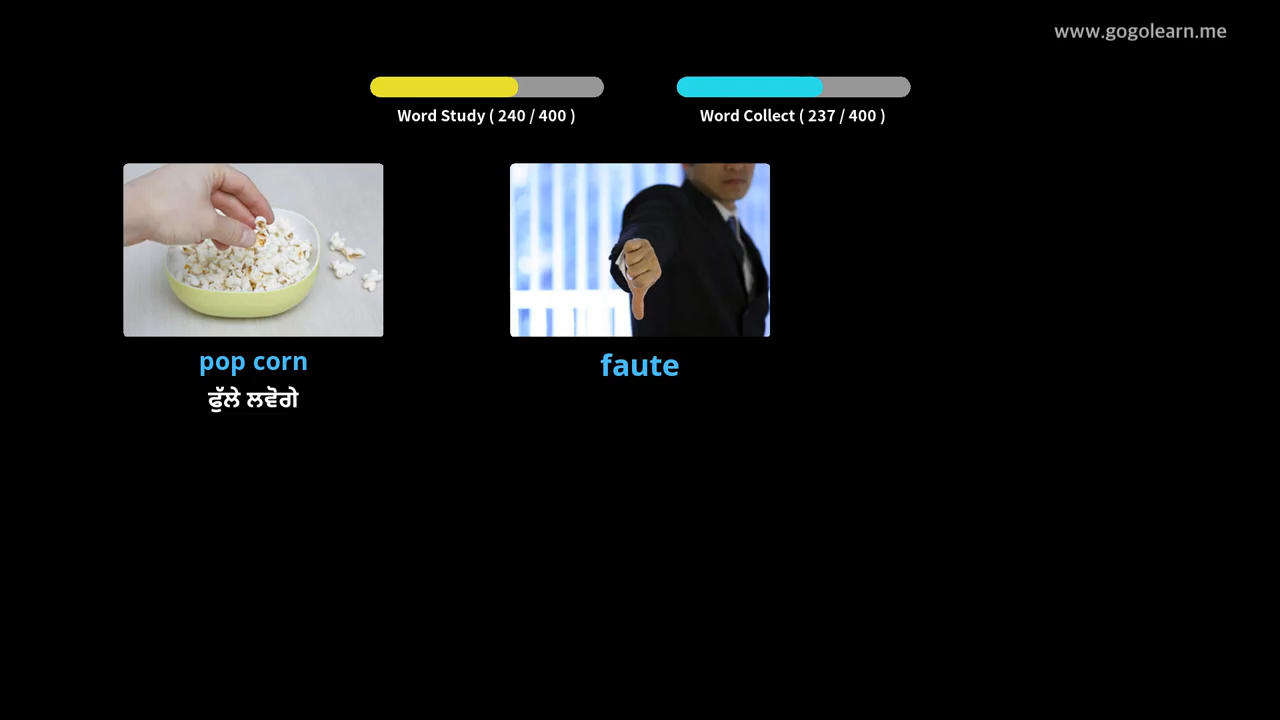 www.gogolearn.me
Word Study ( 240 / 400 )
Word Collect ( 237 / 400 )
pop corn
ਫੁੱਲੇ ਲਵੋਗੇ
faute